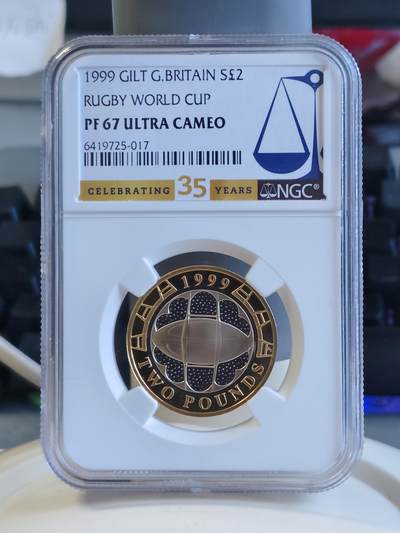 1999 GILT G.BRITAIN S£2
RUGBY WORLD CUP
PF 67 ULTRA CAMEO
6419725-017
CELEBRATING 35 YEARS
NGC®
1999
TWO POUNDS